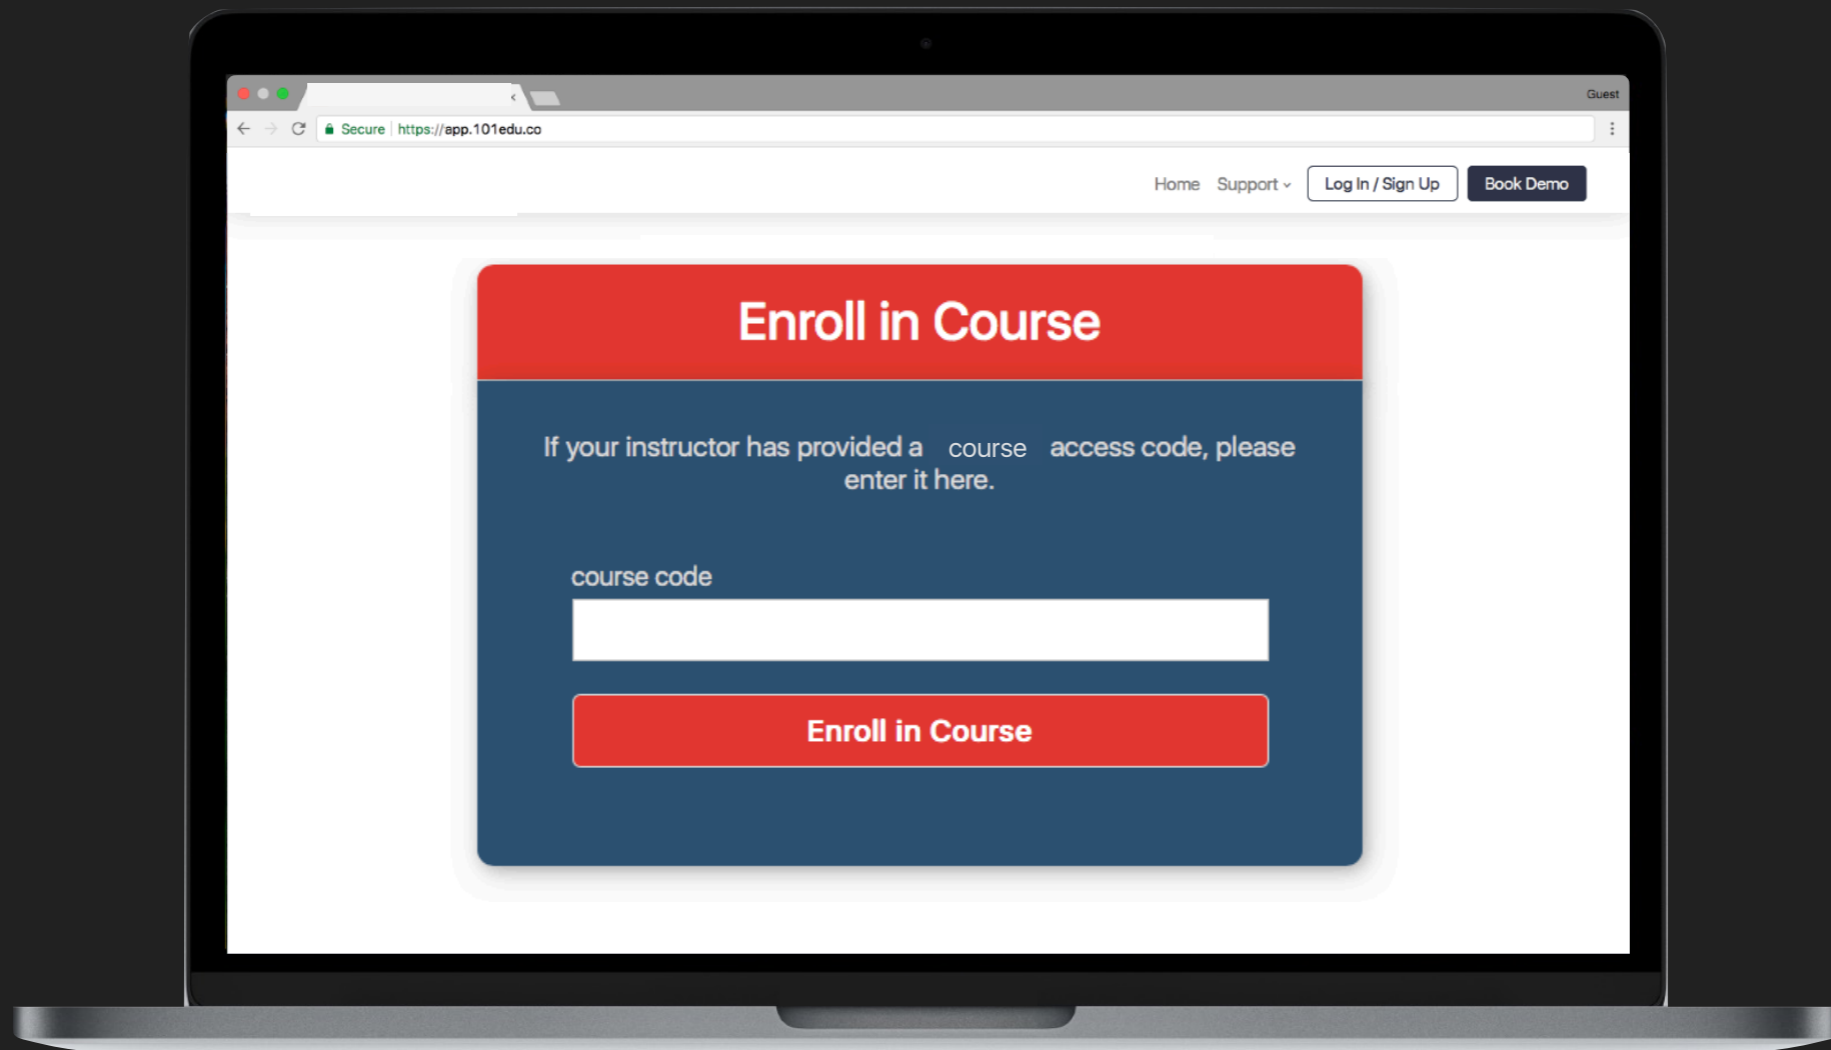 Guest
Secure https://app.101edu.co
Home Support Log In / Sign Up Book Demo
Enroll in Course
If your instructor has provided a course access code, please
enter it here.
course code
Enroll in Course